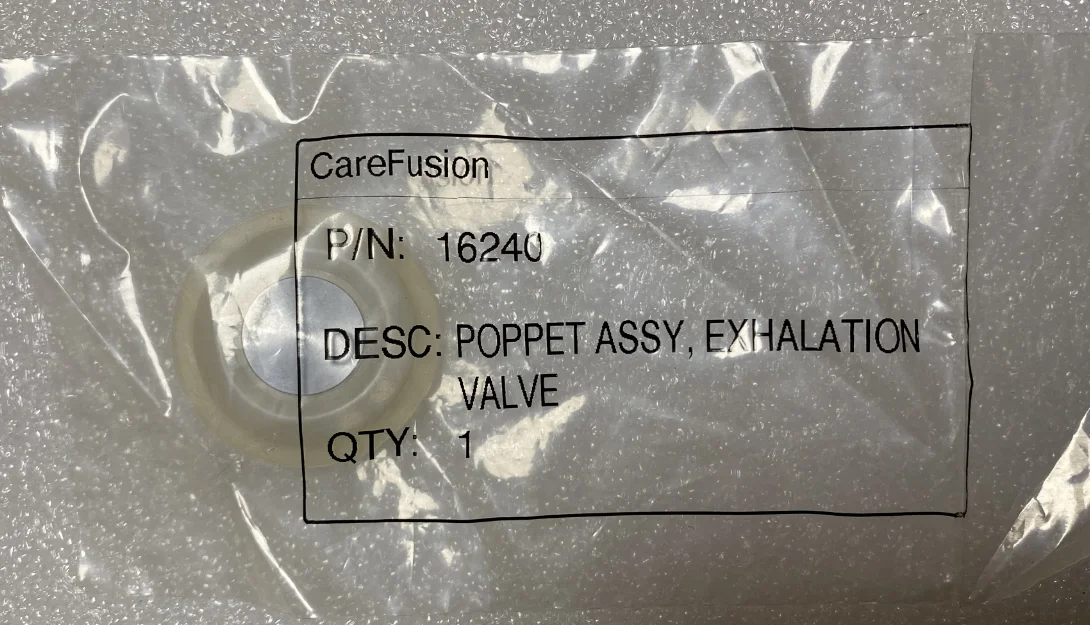 CareFusion
P/N: 16240
DESC: POPPET ASSY, EXHALATION
VALVE
QTY: 1